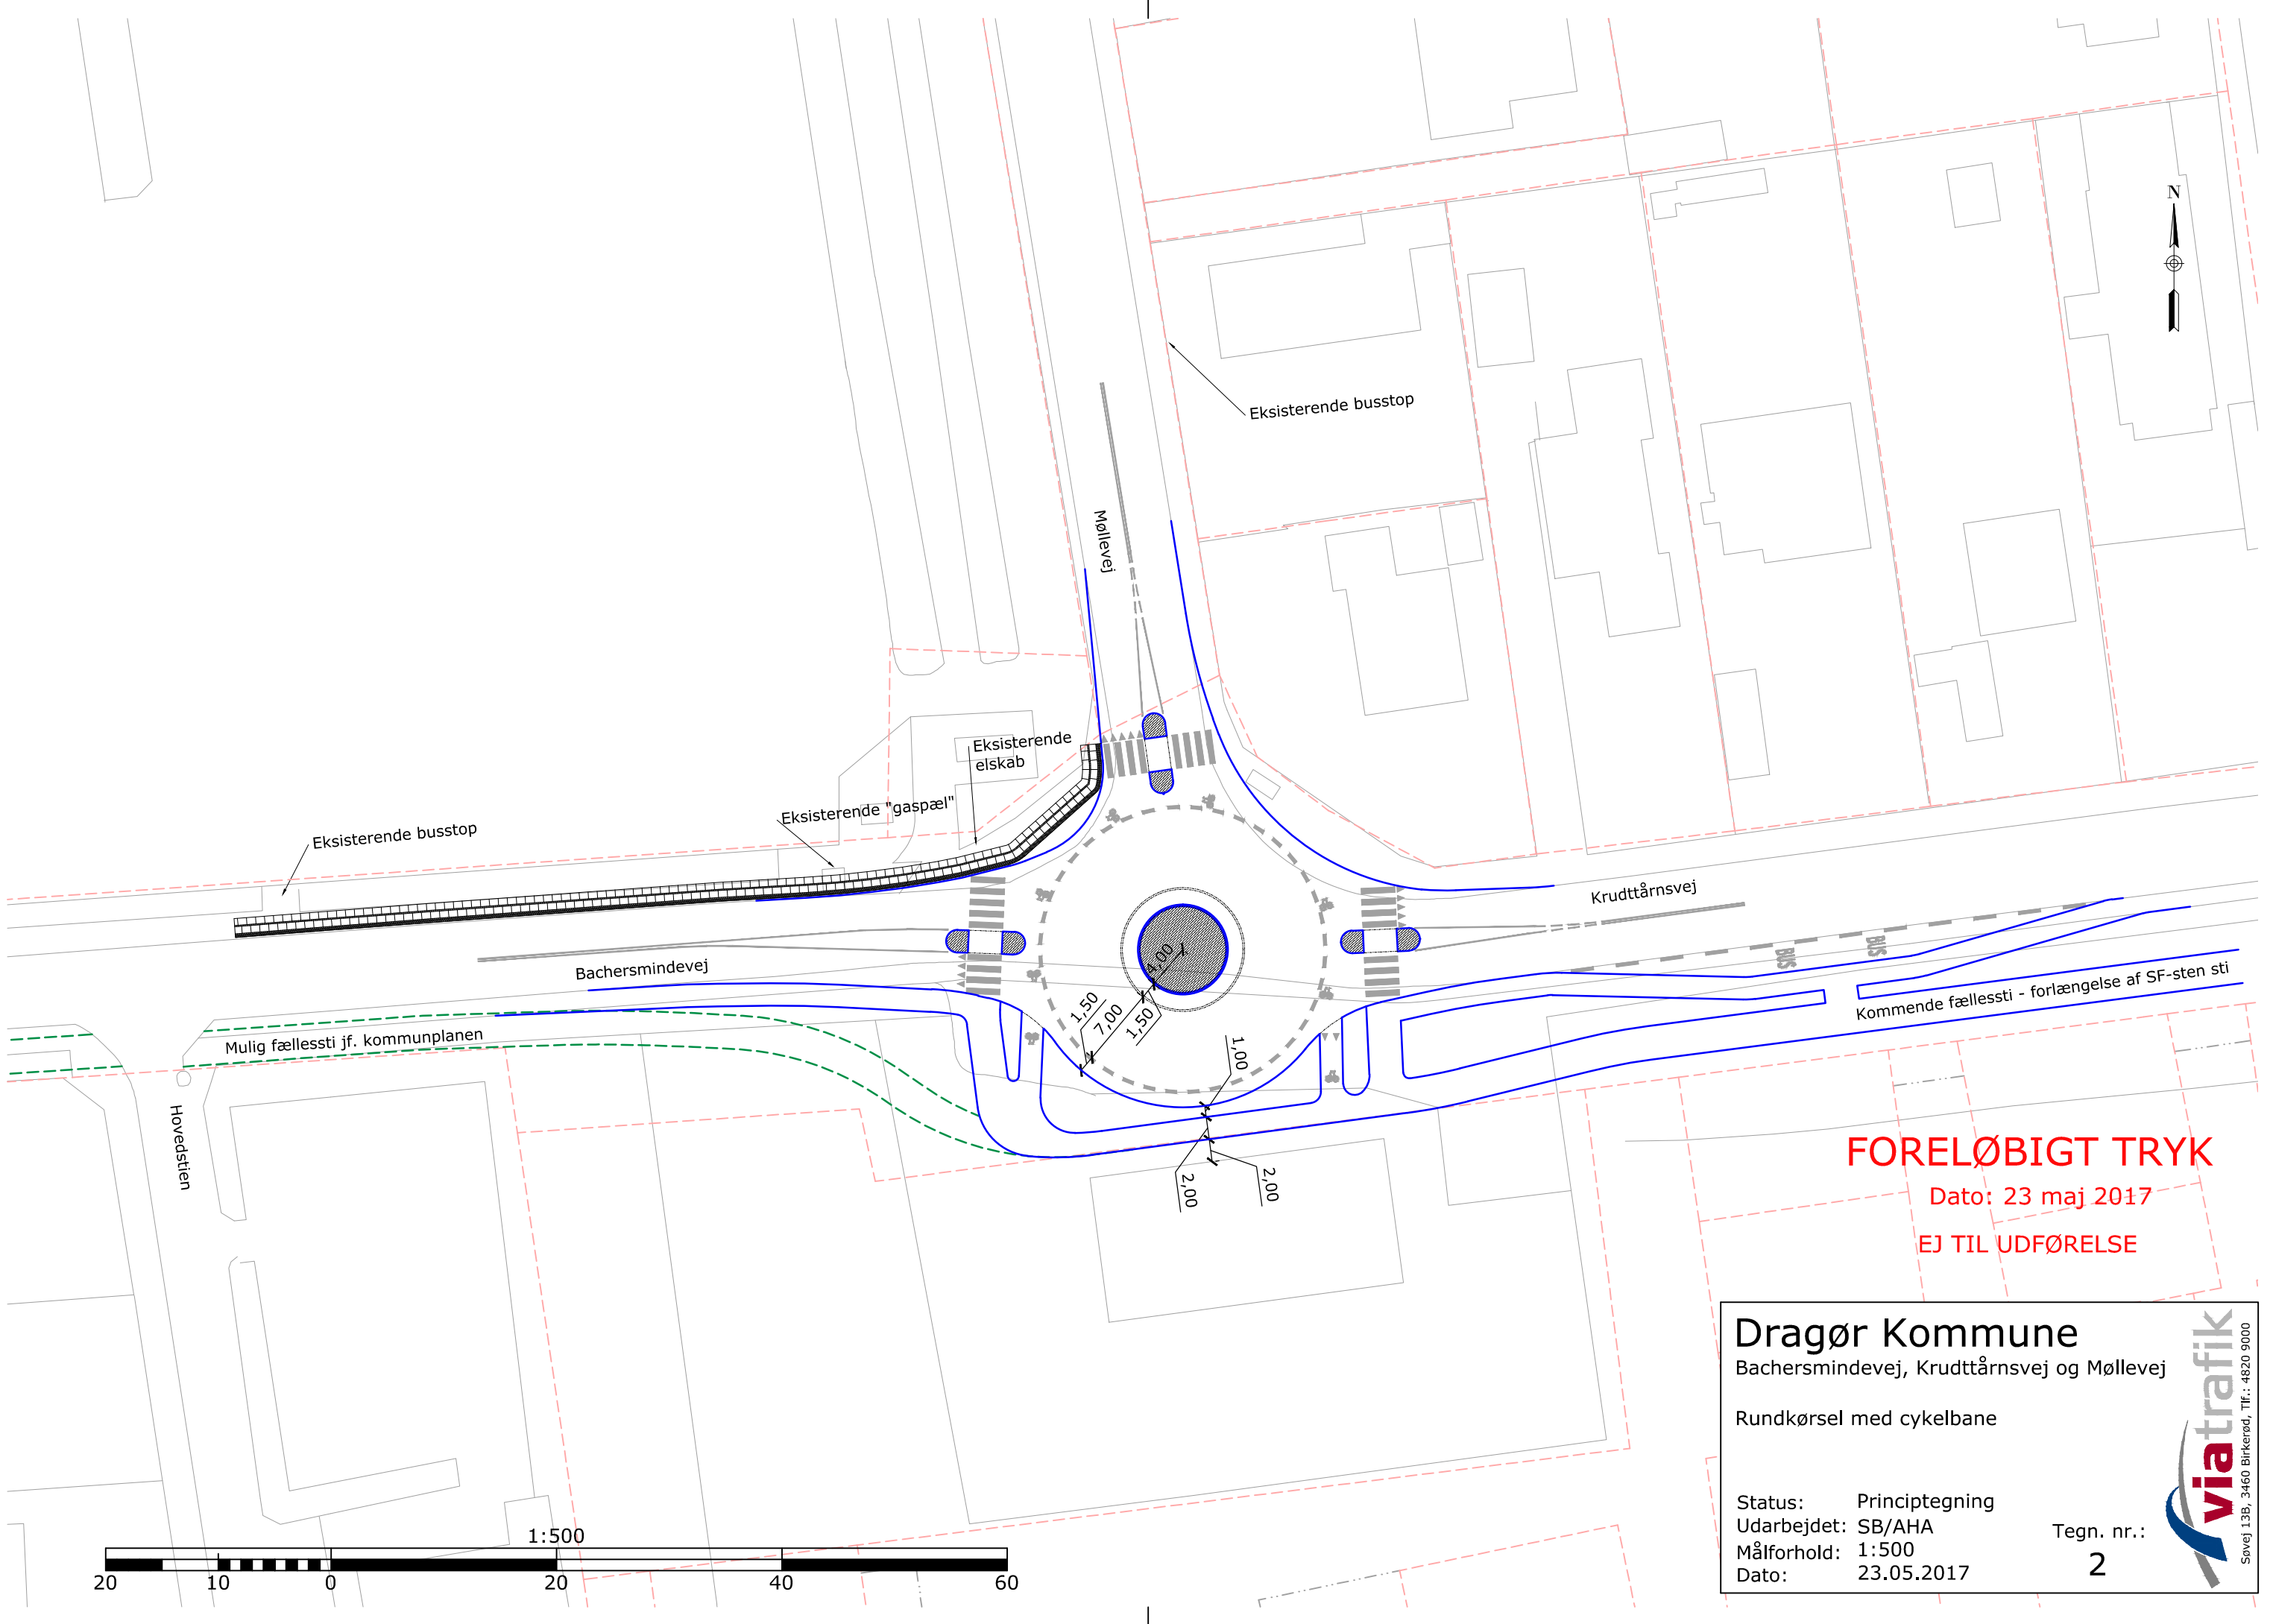 N
Eksisterende busstop
Møllevej
Eksisterende
elskab
Eksisterende "gaspæl"
Eksisterende busstop
Krudttårnsvej
BUS
BUS
Bachersmindevej
4,00
1,50
7,00
1,50
Kommende fællessti - forlængelse af SF-sten sti
Mulig fællessti jf. kommunplanen
1,00
Hovedstien
2,00
2,00
FORELØBIGT TRYK
Dato: 23 maj 2017
EJ TIL UDFØRELSE
Dragør Kommune
Bachersmindevej, Krudttårnsvej og Møllevej
Rundkørsel med cykelbane
Status: Principtegning
Udarbejdet: SB/AHA
Målforhold: 1:500
Dato: 23.05.2017
Tegn. nr.:
2
viatrafik
Søvej 13B, 3460 Birkerød, Tlf.: 4820 9000
1:500
20 10 0 20 40 60